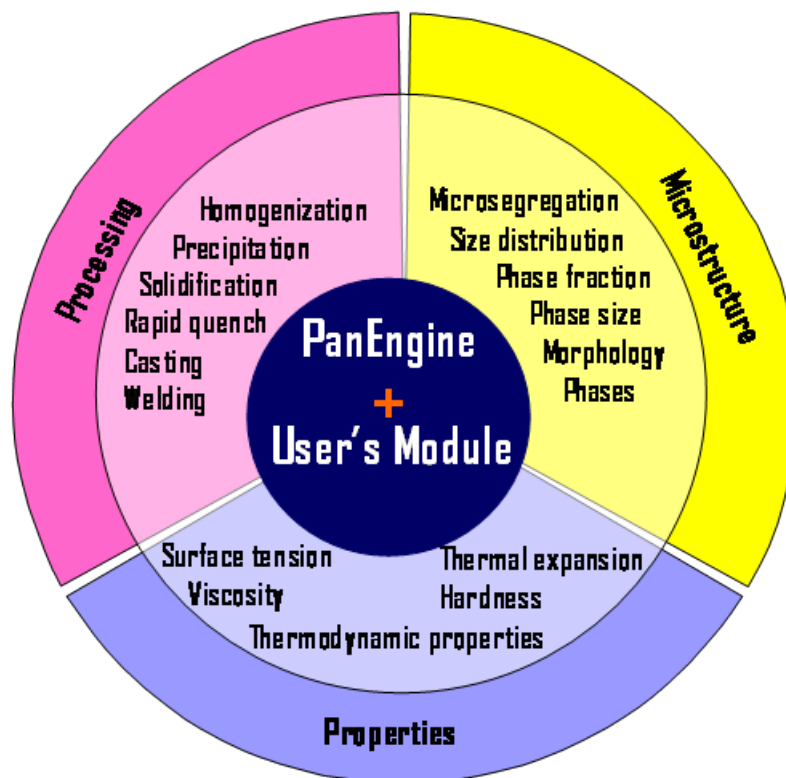 Processing
Homogenization
Precipitation
Solidification
Rapid quench
Casting
Welding
Microstructure
Microsegregation
Size distribution
Phase fraction
Phase size
Morphology
Phases
PanEngine
+
User's Module
Surface tension
Viscosity
Thermal expansion
Hardness
Thermodynamic properties
Properties